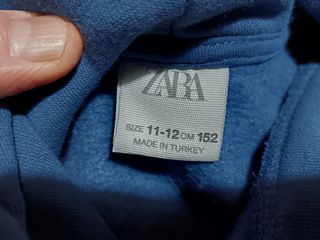 ZARA
SIZE 11-12 CM 152
MADE IN TURKEY